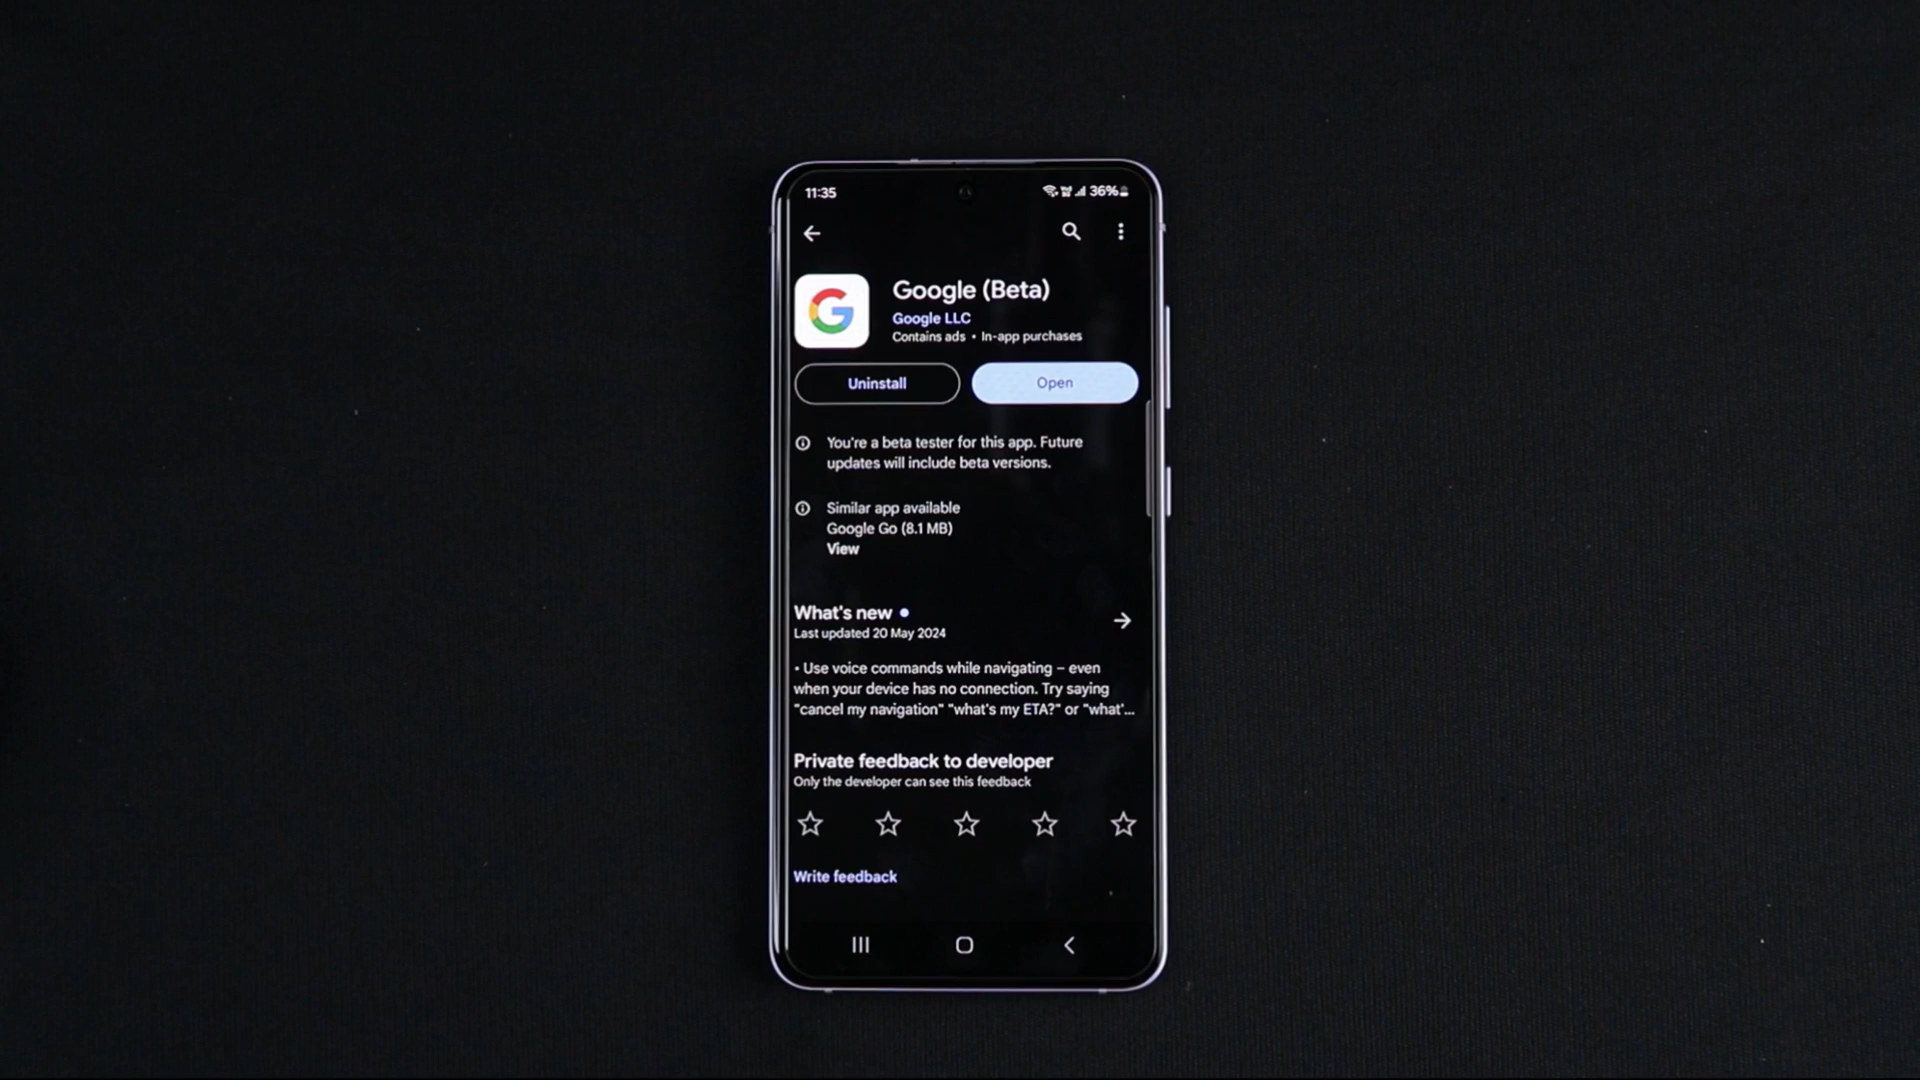 11:35
36%
Google (Beta)
Google LLC
Contains ads • In-app purchases
Uninstall
Open
You're a beta tester for this app. Future
updates will include beta versions.
Similar app available
Google Go (8.1 MB)
View
What's new
Last updated 20 May 2024
• Use voice commands while navigating – even
when your device has no connection. Try saying
"cancel my navigation" "what's my ETA?" or "what'...
Private feedback to developer
Only the developer can see this feedback
Write feedback